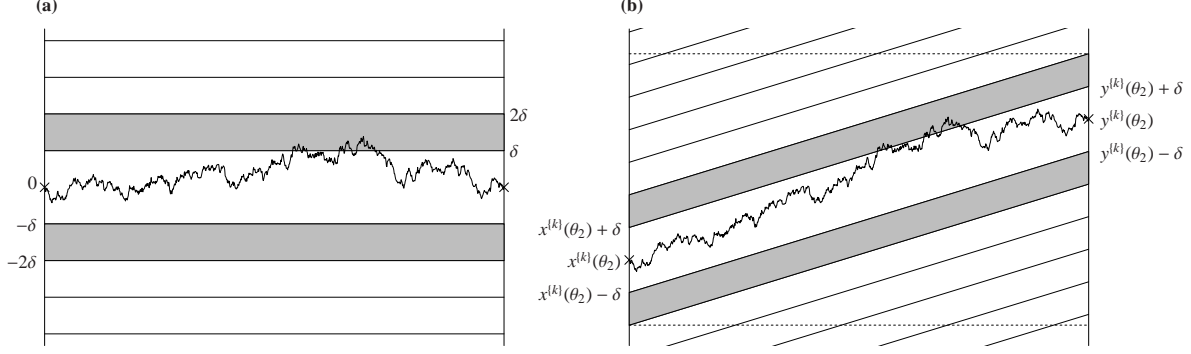 (a)
2δ
δ
0
−δ
−2δ
(b)
y^{{k}}(θ₂) + δ
y^{{k}}(θ₂)
y^{{k}}(θ₂) − δ
x^{{k}}(θ₂) + δ
x^{{k}}(θ₂)
x^{{k}}(θ₂) − δ